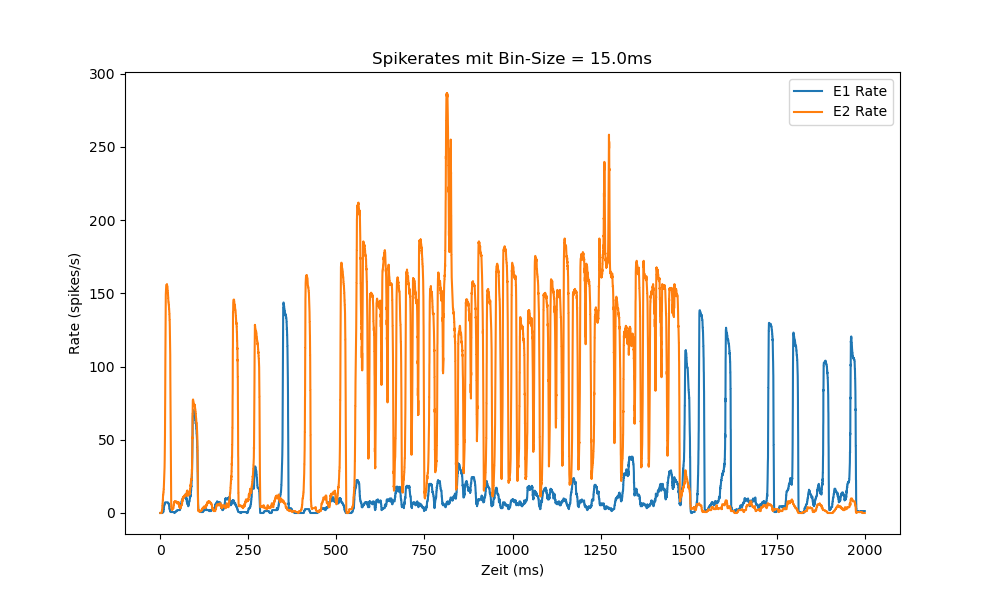 Spikerates mit Bin-Size = 15.0ms
E1 Rate
E2 Rate
Rate (spikes/s)
300
250
200
150
100
50
0
0 250 500 750 1000 1250 1500 1750 2000
Zeit (ms)